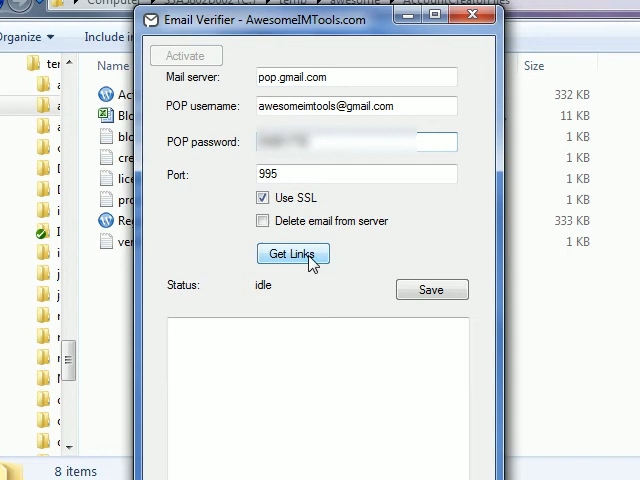 Email Verifier - AwesomeIMTools.com
Organize
Include in
Activate
Mail server: pop.gmail.com
POP username: awesomeimtools@gmail.com
POP password:
Port: 995
Use SSL
Delete email from server
Get Links
Status: idle
Save
Name
Size
332 KB
11 KB
1 KB
1 KB
1 KB
1 KB
333 KB
1 KB
8 items